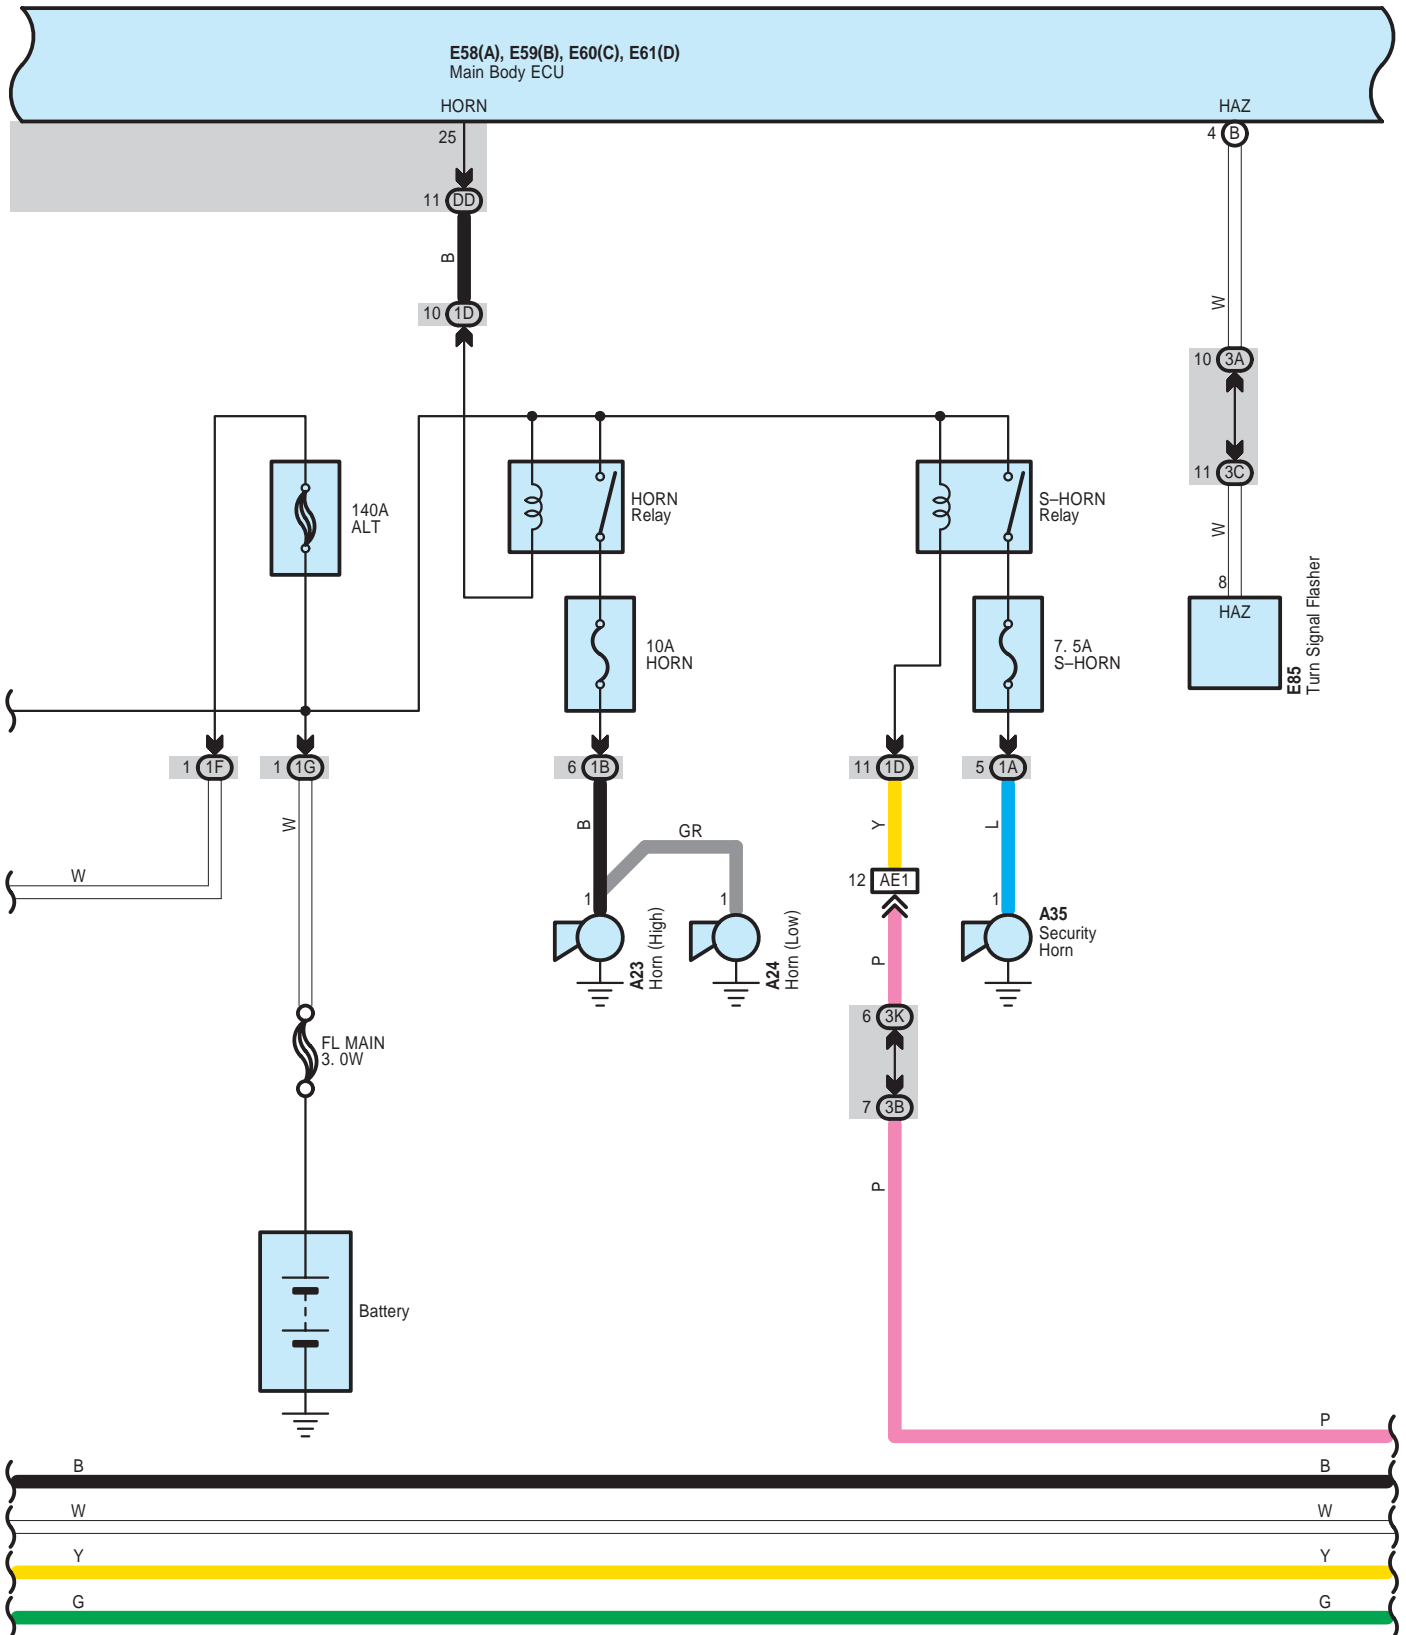 E58(A), E59(B), E60(C), E61(D)
Main Body ECU
HORN
HAZ
25
4 B
11 DD
B
10 1D
W
10 3A
11 3C
W
8
HAZ
E85
Turn Signal Flasher
140A
ALT
HORN
Relay
S–HORN
Relay
10A
HORN
7. 5A
S–HORN
1 1F
1 1G
6 1B
11 1D
5 1A
W
B
GR
Y
L
W
12 AE1
1
1
1
A23
Horn (High)
A24
Horn (Low)
A35
Security
Horn
P
6 3K
FL MAIN
3. 0W
7 3B
P
Battery
P
B
B
W
W
Y
Y
G
G